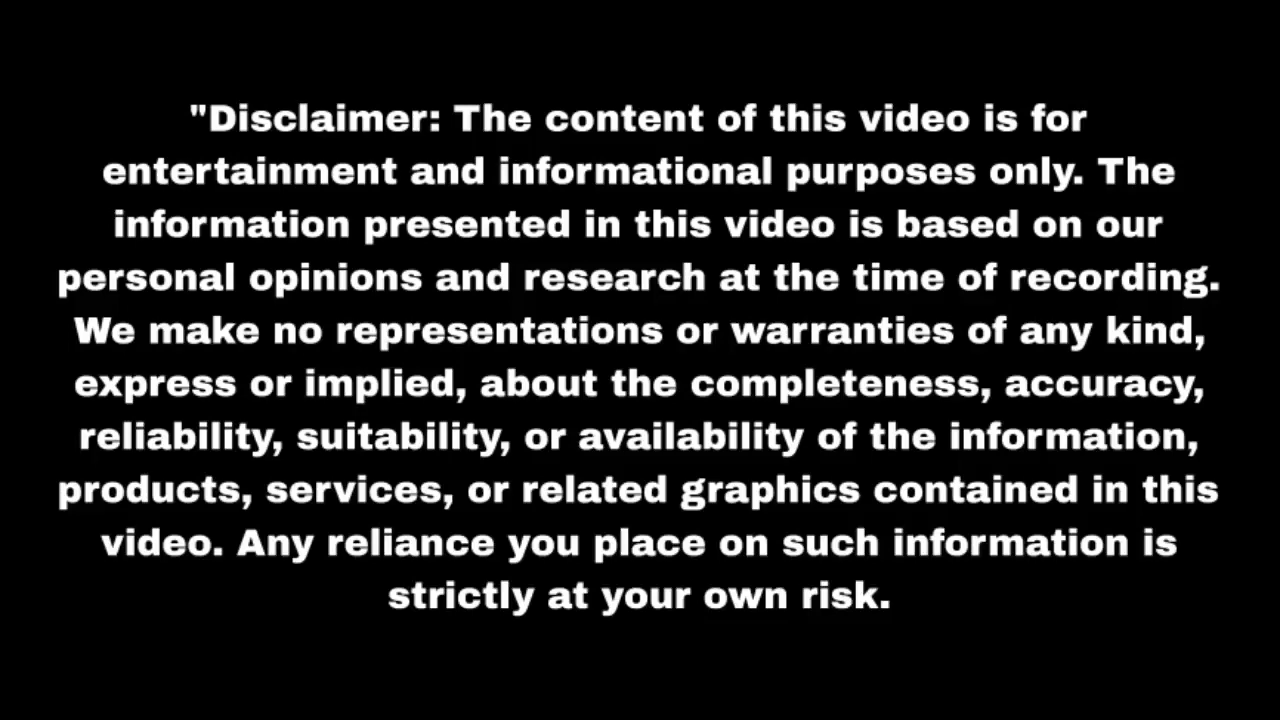 "Disclaimer: The content of this video is for
entertainment and informational purposes only. The
information presented in this video is based on our
personal opinions and research at the time of recording.
We make no representations or warranties of any kind,
express or implied, about the completeness, accuracy,
reliability, suitability, or availability of the information,
products, services, or related graphics contained in this
video. Any reliance you place on such information is
strictly at your own risk.